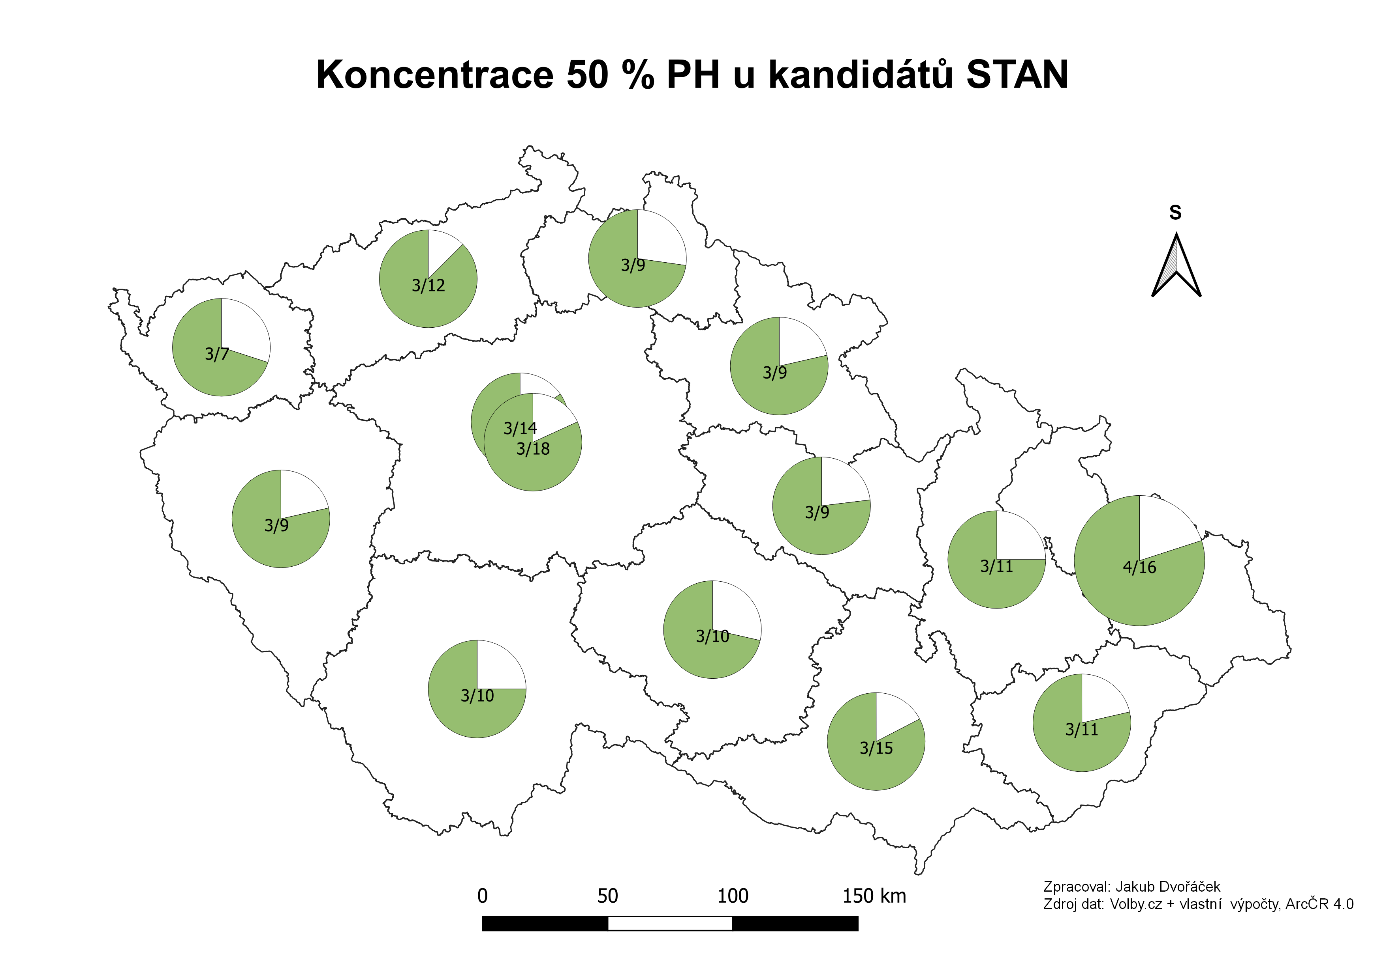 Koncentrace 50 % PH u kandidátů STAN
S
3/9
3/12
3/7
3/9
3/14
3/18
3/9
3/9
3/11
4/16
3/10
3/10
3/11
3/15
0 50 100 150 km
Zpracoval: Jakub Dvořáček
Zdroj dat: Volby.cz + vlastní výpočty, ArcČR 4.0